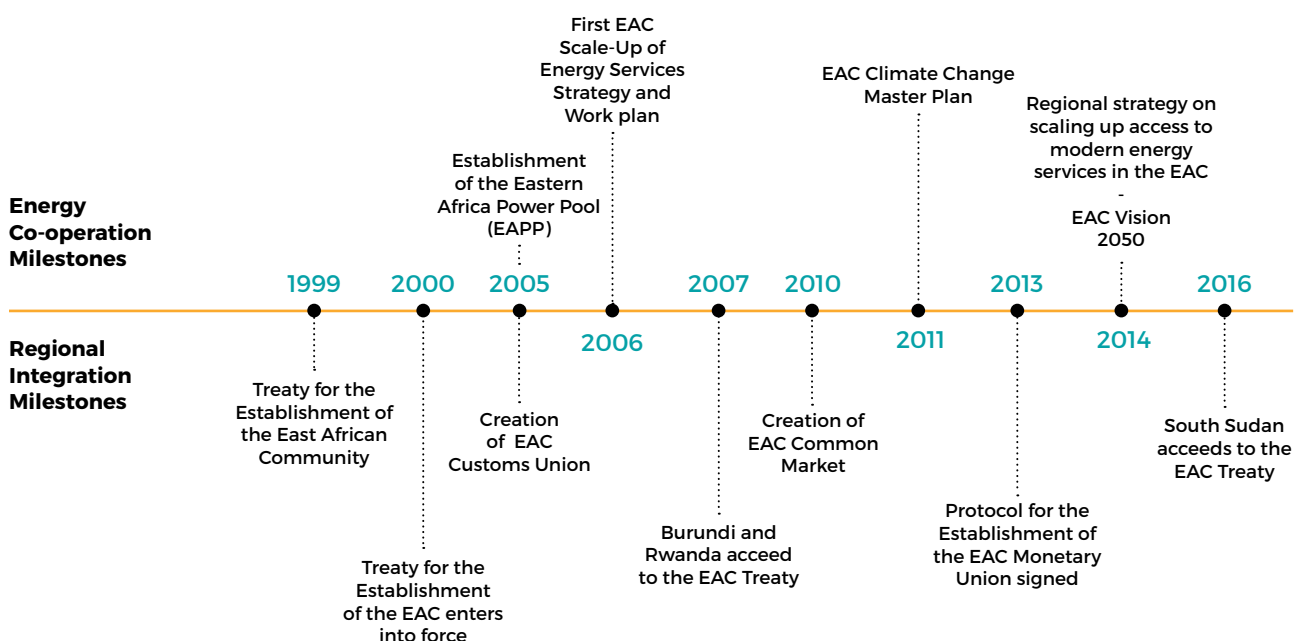 First EAC
Scale-Up of
Energy Services
Strategy and
Work plan
EAC Climate Change
Master Plan
Regional strategy on
scaling up access to
modern energy
services in the EAC
-
EAC Vision
2050
Establishment
of the Eastern
Africa Power Pool
(EAPP)
Energy
Co-operation
Milestones
1999
2000
2005
2006
2007
2010
2011
2013
2014
2016
Regional
Integration
Milestones
Treaty for the
Establishment of
the East African
Community
Treaty for the
Establishment
of the EAC enters
into force
Creation
of EAC
Customs Union
Burundi and
Rwanda acceed
to the EAC Treaty
Creation of
EAC Common
Market
Protocol for the
Establishment of
the EAC Monetary
Union signed
South Sudan
acceeds to the
EAC Treaty